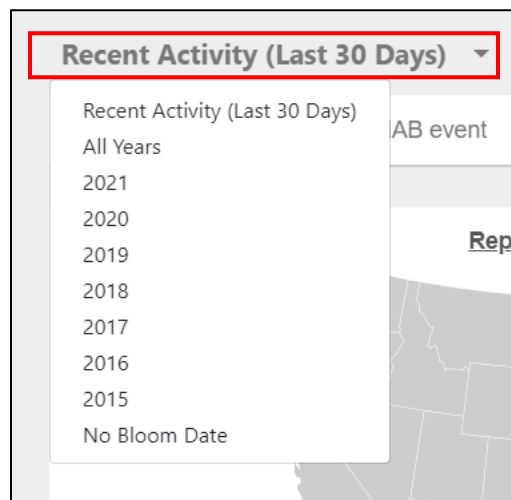 Recent Activity (Last 30 Days)
Recent Activity (Last 30 Days)
All Years
2021
2020
2019
2018
2017
2016
2015
No Bloom Date
IAB event
Rep